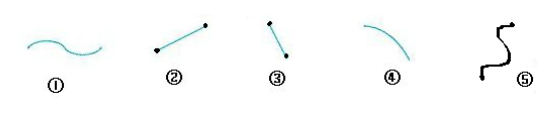 ① ② ③ ④ ⑤